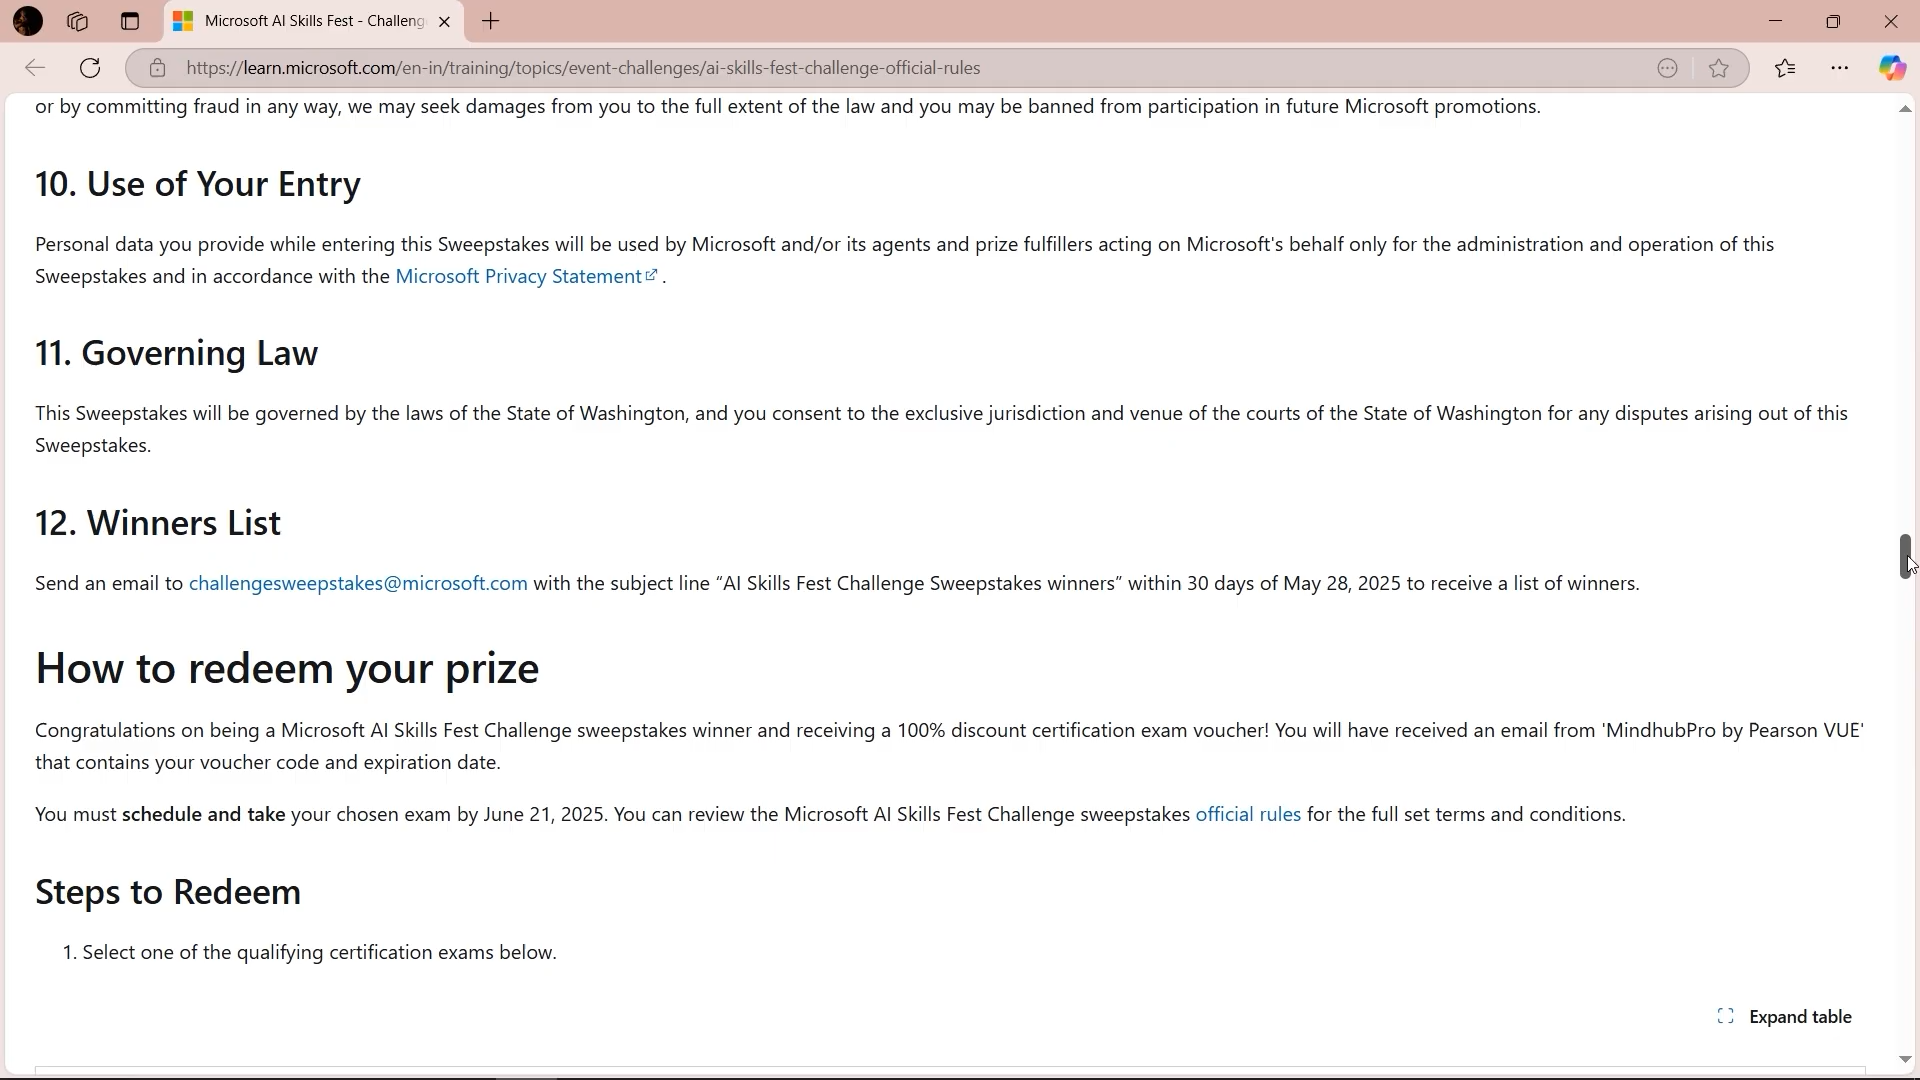 Microsoft AI Skills Fest - Challeng
https://learn.microsoft.com/en-in/training/topics/event-challenges/ai-skills-fest-challenge-official-rules
or by committing fraud in any way, we may seek damages from you to the full extent of the law and you may be banned from participation in future Microsoft promotions.
10. Use of Your Entry
Personal data you provide while entering this Sweepstakes will be used by Microsoft and/or its agents and prize fulfillers acting on Microsoft's behalf only for the administration and operation of this
Sweepstakes and in accordance with the Microsoft Privacy Statement.
11. Governing Law
This Sweepstakes will be governed by the laws of the State of Washington, and you consent to the exclusive jurisdiction and venue of the courts of the State of Washington for any disputes arising out of this
Sweepstakes.
12. Winners List
Send an email to challengesweepstakes@microsoft.com with the subject line “AI Skills Fest Challenge Sweepstakes winners” within 30 days of May 28, 2025 to receive a list of winners.
How to redeem your prize
Congratulations on being a Microsoft AI Skills Fest Challenge sweepstakes winner and receiving a 100% discount certification exam voucher! You will have received an email from 'MindhubPro by Pearson VUE'
that contains your voucher code and expiration date.
You must schedule and take your chosen exam by June 21, 2025. You can review the Microsoft AI Skills Fest Challenge sweepstakes official rules for the full set terms and conditions.
Steps to Redeem
1. Select one of the qualifying certification exams below.
Expand table